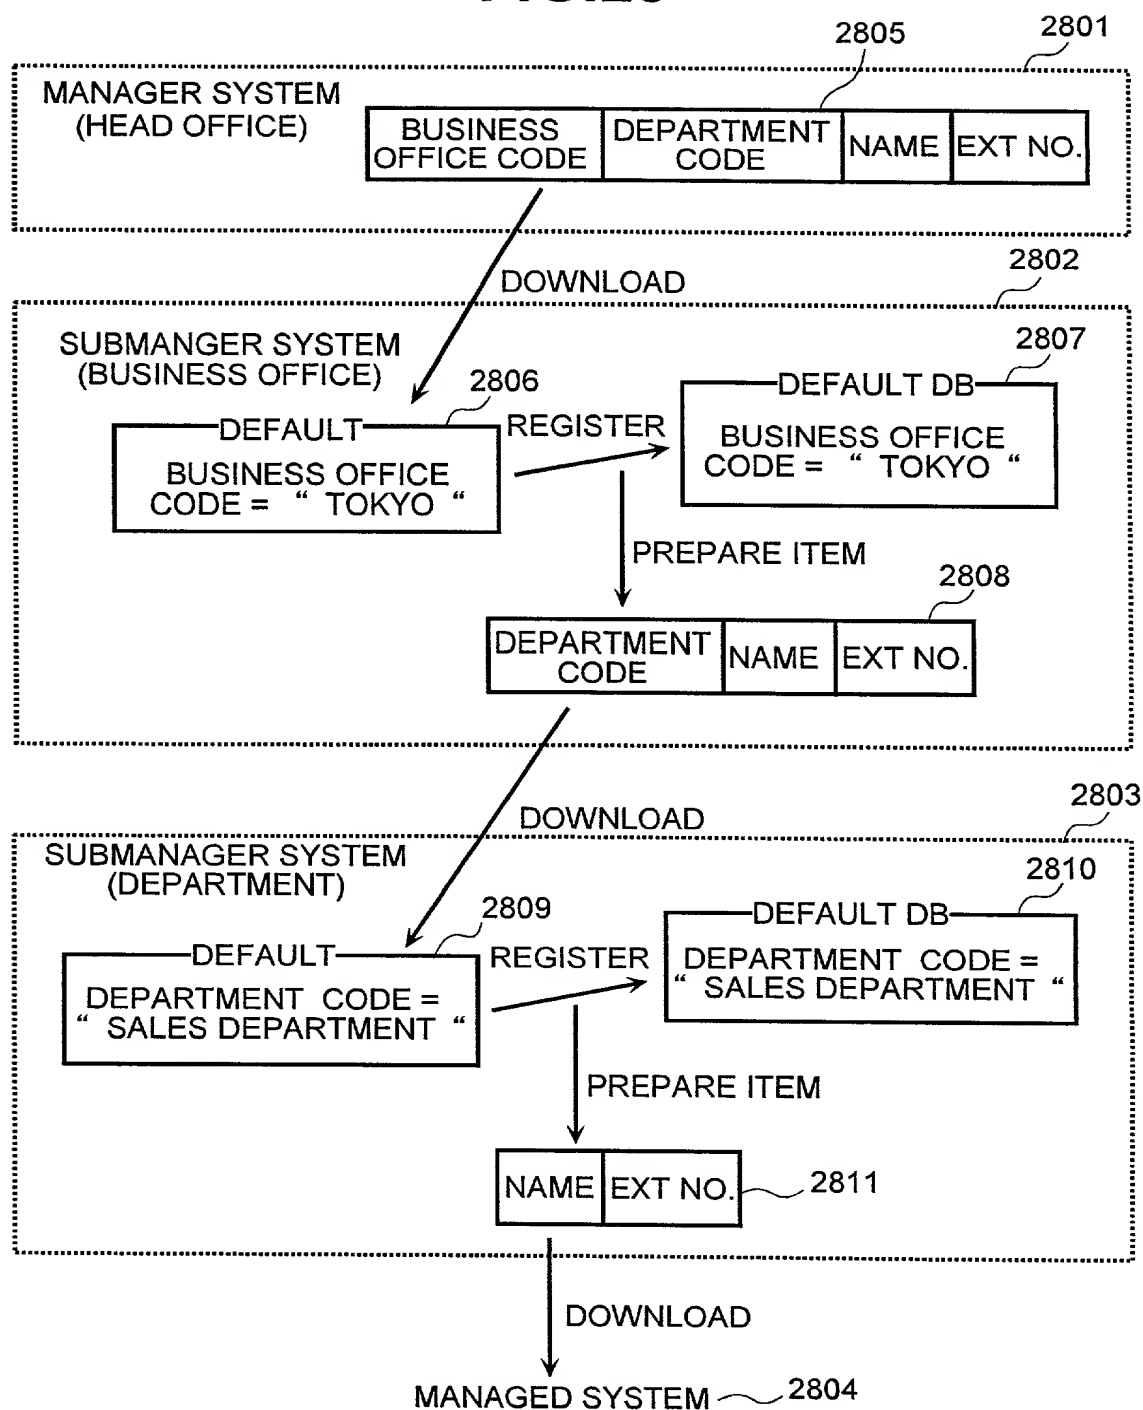 2801
2805
MANAGER SYSTEM
(HEAD OFFICE)
BUSINESS
OFFICE CODE
DEPARTMENT
CODE
NAME
EXT NO.
DOWNLOAD
2802
SUBMANGER SYSTEM
(BUSINESS OFFICE)
2806
2807
DEFAULT
BUSINESS OFFICE
CODE = “ TOKYO “
REGISTER
DEFAULT DB
BUSINESS OFFICE
CODE = “ TOKYO “
PREPARE ITEM
2808
DEPARTMENT
CODE
NAME
EXT NO.
DOWNLOAD
2803
SUBMANAGER SYSTEM
(DEPARTMENT)
2809
2810
DEFAULT
DEPARTMENT CODE =
“ SALES DEPARTMENT “
REGISTER
DEFAULT DB
DEPARTMENT CODE =
“ SALES DEPARTMENT “
PREPARE ITEM
NAME
EXT NO.
2811
DOWNLOAD
MANAGED SYSTEM
2804